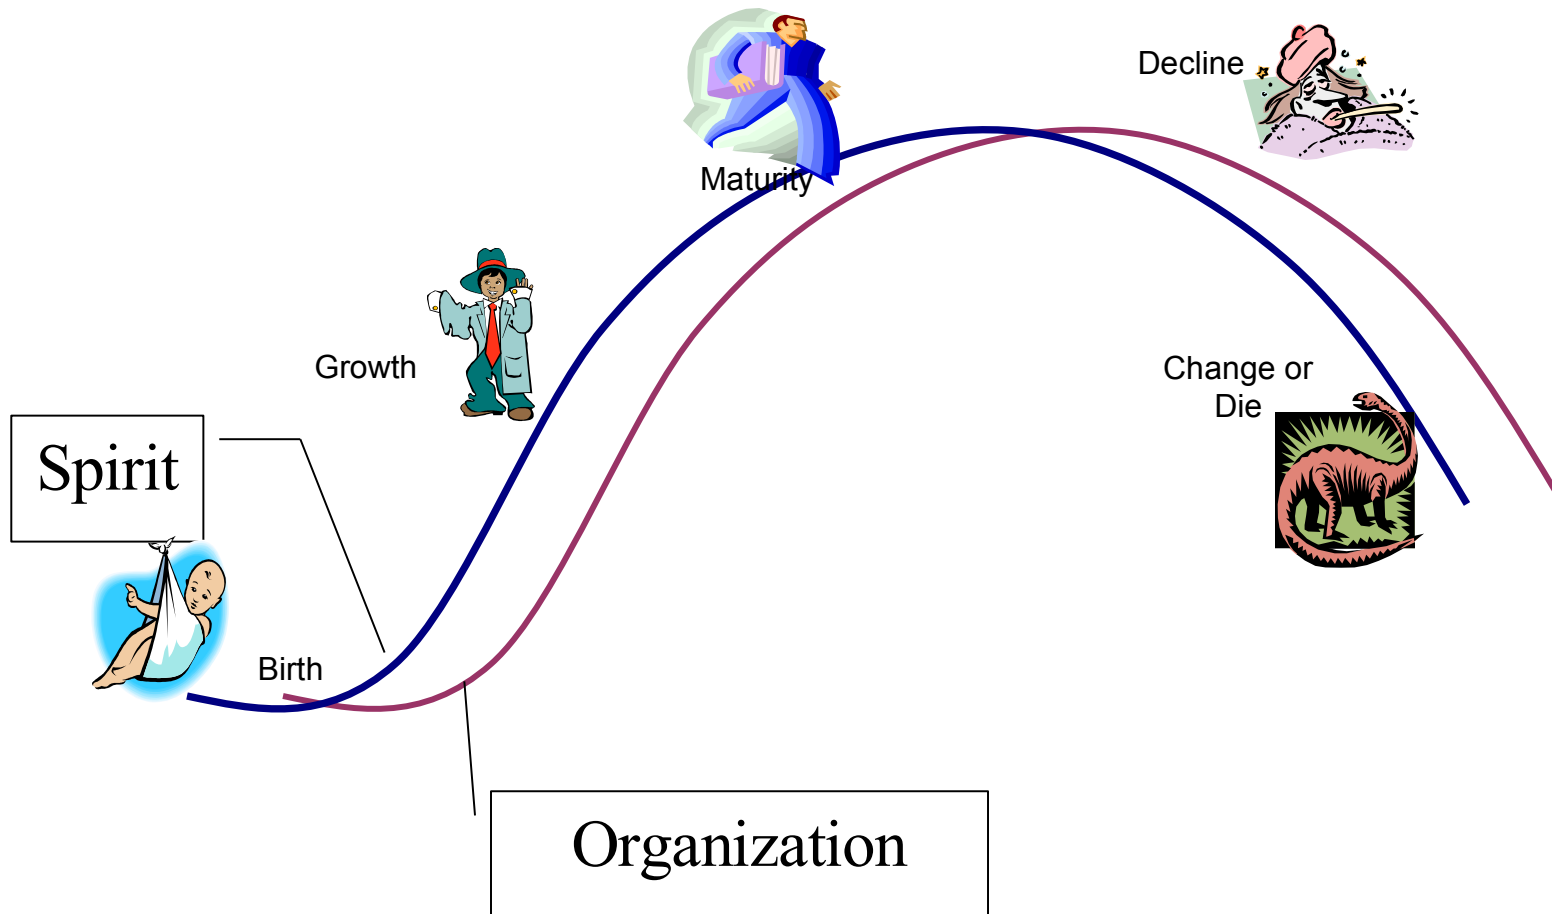 Decline
Maturity
Growth
Change or
Die
Spirit
Birth
Organization